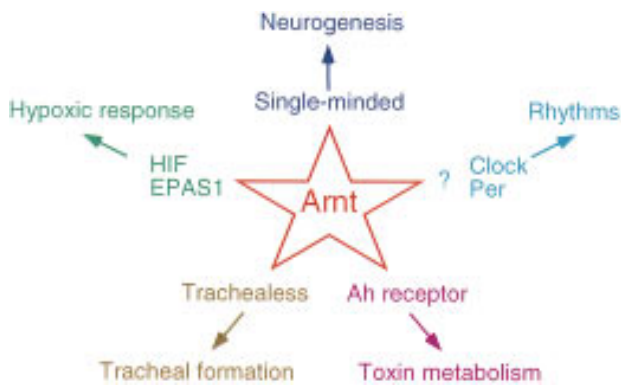 Neurogenesis
Single-minded
Hypoxic response
Rhythms
HIF
EPAS1
?
Clock
Per
Arnt
Trachealess
Ah receptor
Tracheal formation
Toxin metabolism